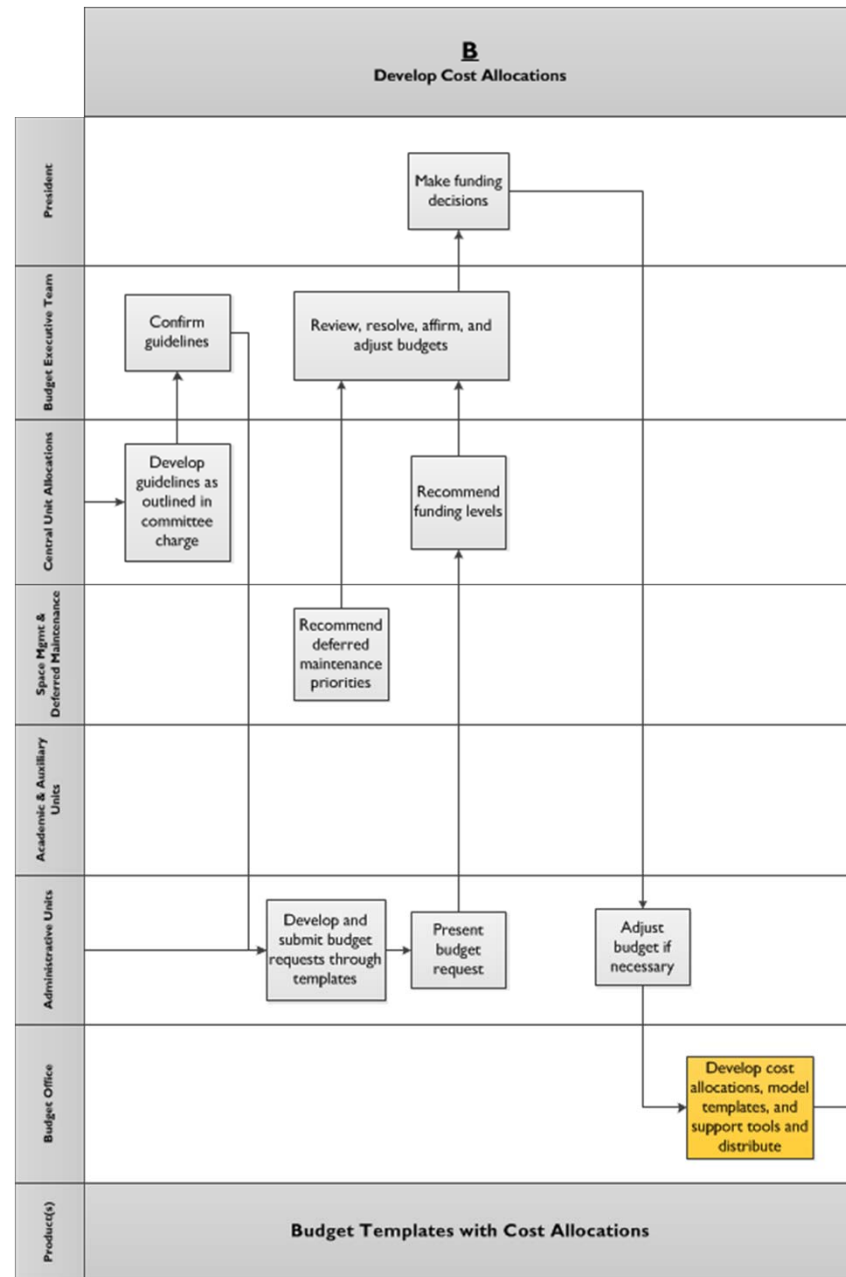 B
Develop Cost Allocations
President
Make funding
decisions
Budget Executive Team
Confirm
guidelines
Review, resolve, affirm, and
adjust budgets
Central Unit Allocations
Develop
guidelines as
outlined in
committee
charge
Recommend
funding levels
Space Mgmt &
Deferred Maintenance
Recommend
deferred
maintenance
priorities
Academic & Auxiliary
Units
Administrative Units
Develop and
submit budget
requests through
templates
Present
budget
request
Adjust
budget if
necessary
Budget Office
Develop cost
allocations, model
templates, and
support tools and
distribute
Product(s)
Budget Templates with Cost Allocations